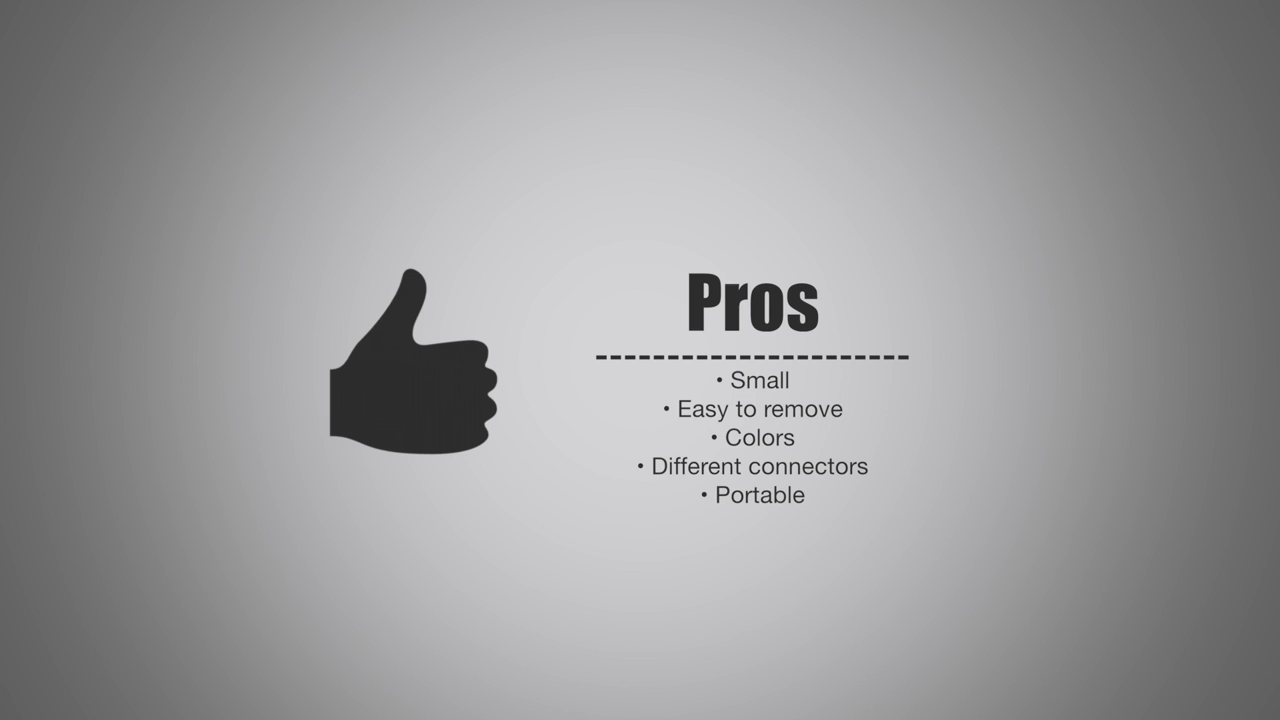 Pros
• Small
• Easy to remove
• Colors
• Different connectors
• Portable